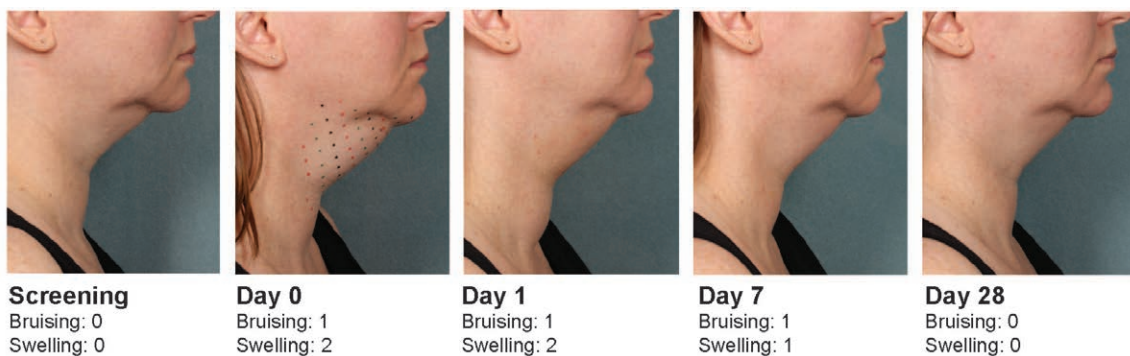 Screening
Bruising: 0
Swelling: 0
Day 0
Bruising: 1
Swelling: 2
Day 1
Bruising: 1
Swelling: 2
Day 7
Bruising: 1
Swelling: 1
Day 28
Bruising: 0
Swelling: 0